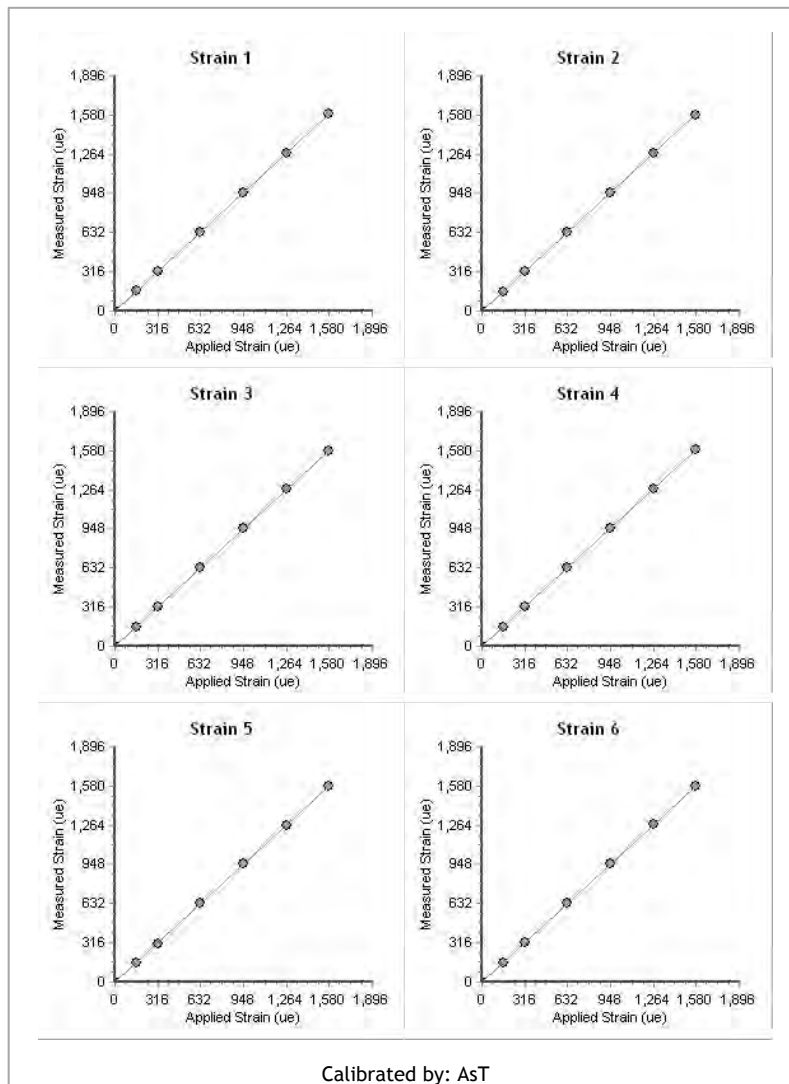 Strain 1
1,896
1,580
1,264
948
632
316
0
Measured Strain (ue)
0 316 632 948 1,264 1,580 1,896
Applied Strain (ue)
Strain 2
1,896
1,580
1,264
948
632
316
0
Measured Strain (ue)
0 316 632 948 1,264 1,580 1,896
Applied Strain (ue)
Strain 3
1,896
1,580
1,264
948
632
316
0
Measured Strain (ue)
0 316 632 948 1,264 1,580 1,896
Applied Strain (ue)
Strain 4
1,896
1,580
1,264
948
632
316
0
Measured Strain (ue)
0 316 632 948 1,264 1,580 1,896
Applied Strain (ue)
Strain 5
1,896
1,580
1,264
948
632
316
0
Measured Strain (ue)
0 316 632 948 1,264 1,580 1,896
Applied Strain (ue)
Strain 6
1,896
1,580
1,264
948
632
316
0
Measured Strain (ue)
0 316 632 948 1,264 1,580 1,896
Applied Strain (ue)
Calibrated by: AsT